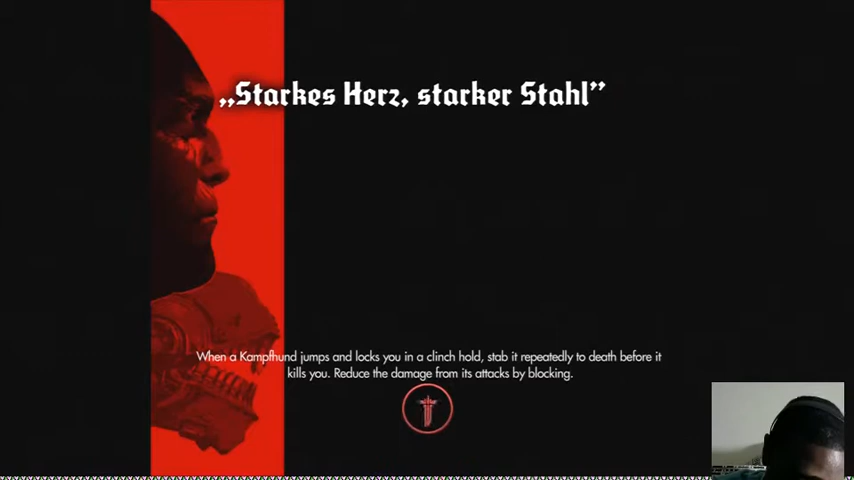 „Starkes Herz, starker Stahl”
When a Kampfhund jumps and locks you in a clinch hold, stab it repeatedly to death before it
kills you. Reduce the damage from its attacks by blocking.